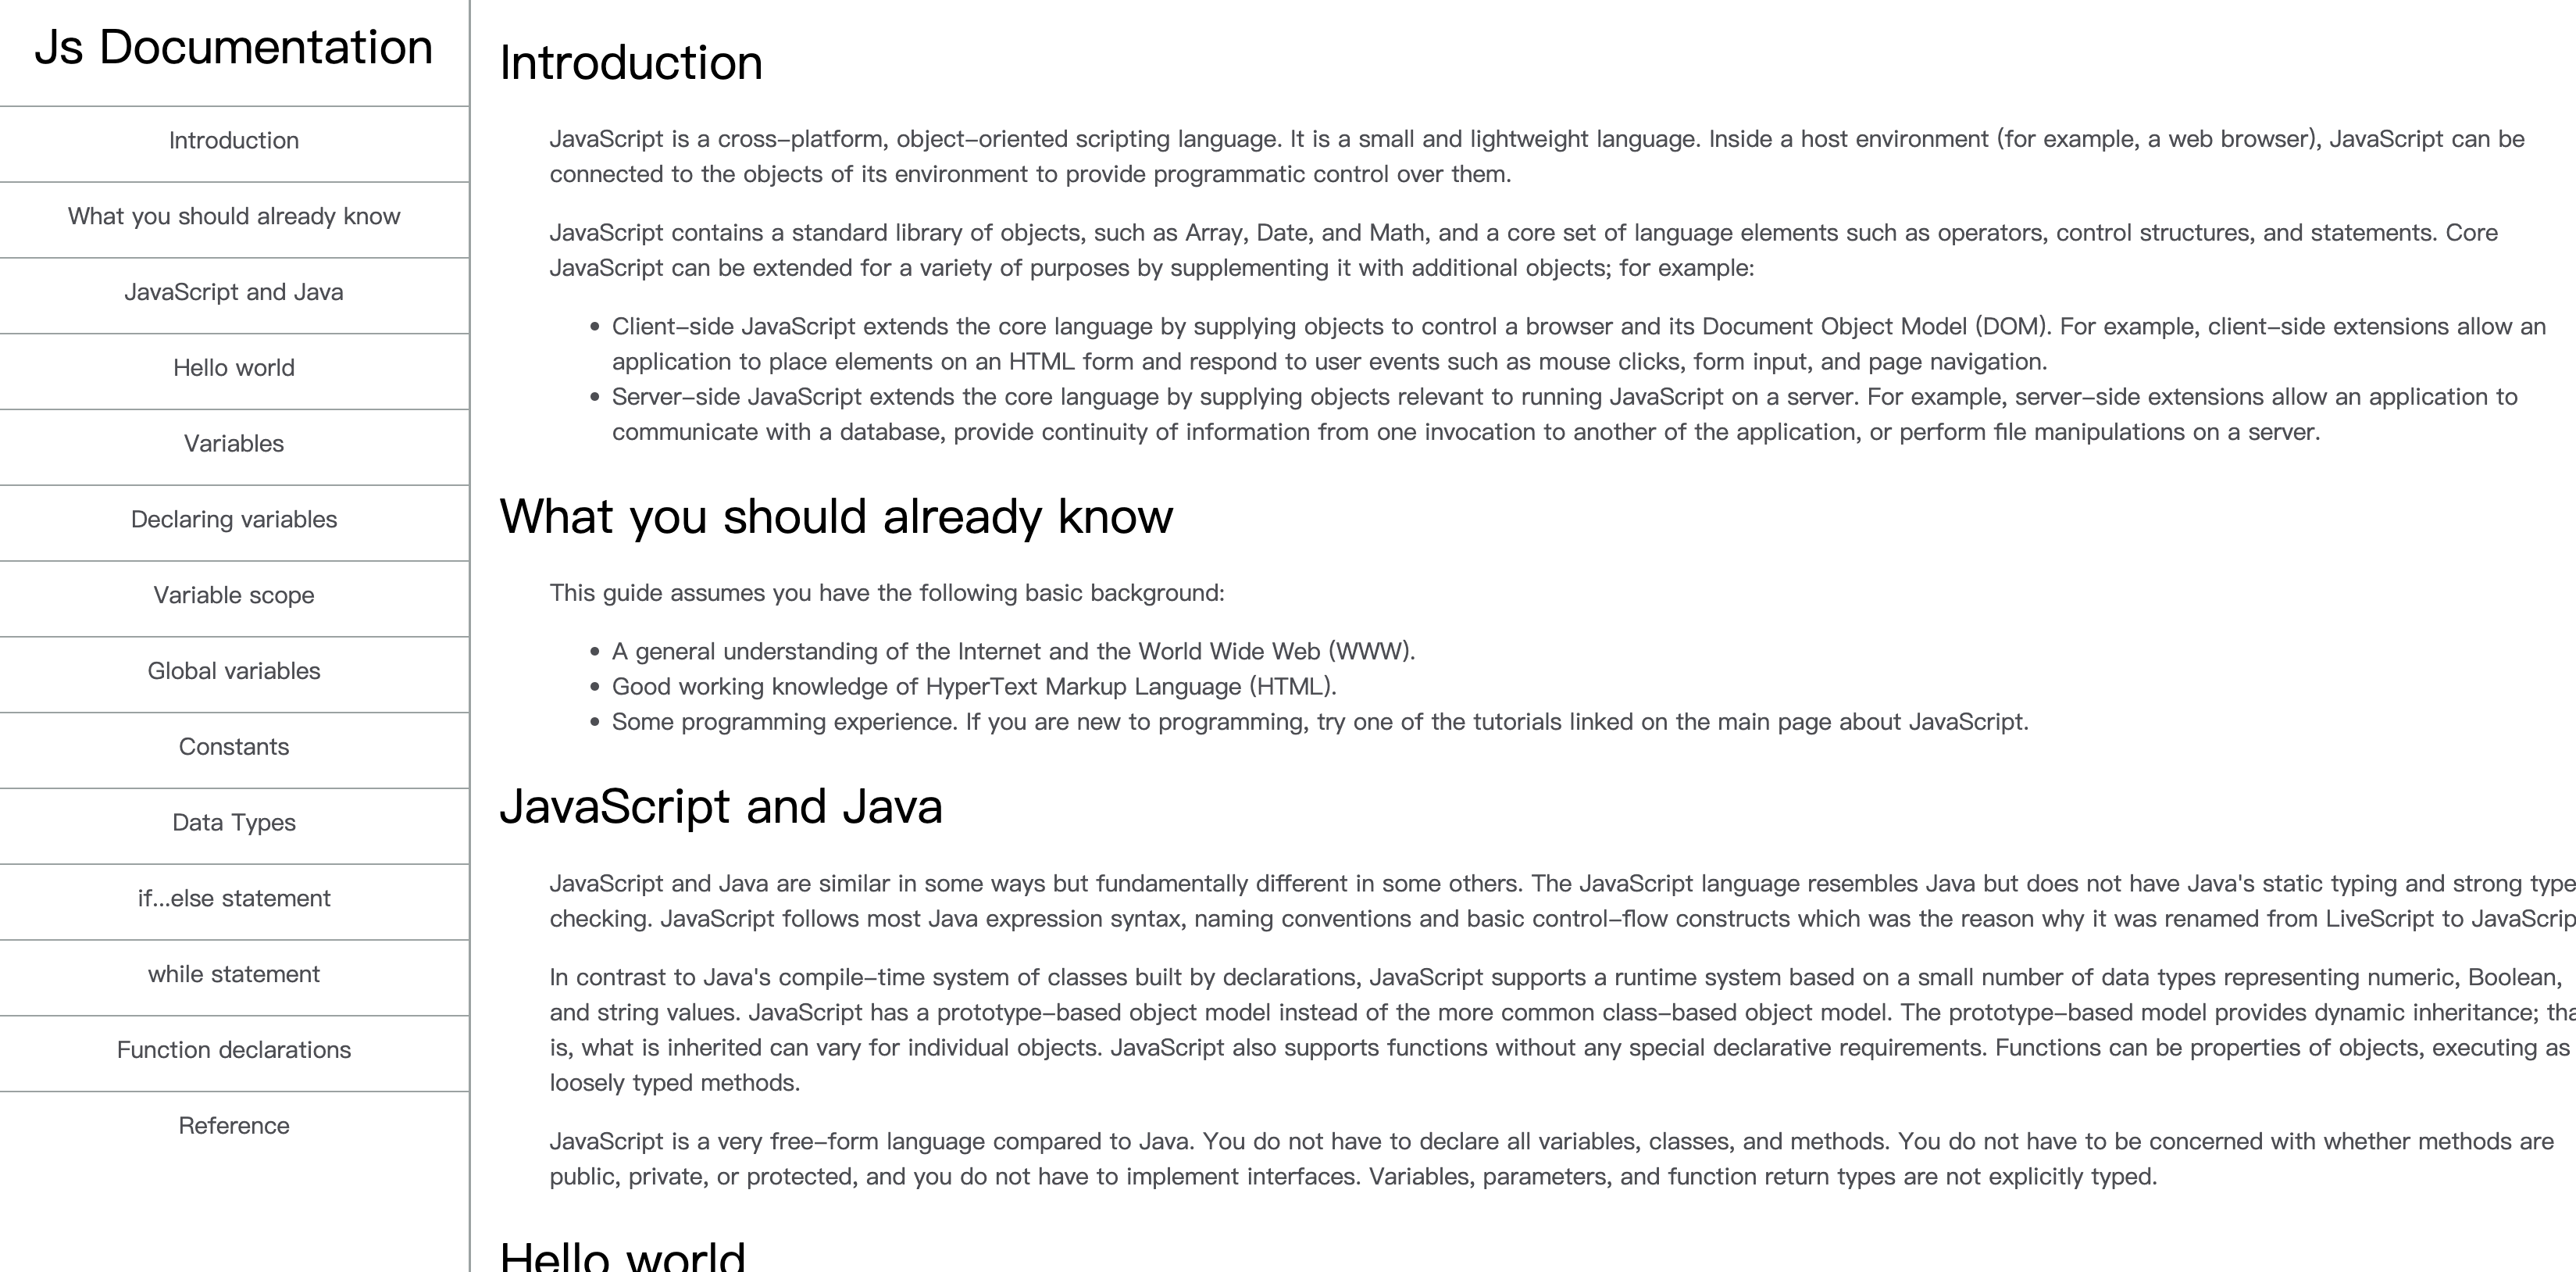 Js Documentation
Introduction
What you should already know
JavaScript and Java
Hello world
Variables
Declaring variables
Variable scope
Global variables
Constants
Data Types
if...else statement
while statement
Function declarations
Reference
Introduction
JavaScript is a cross-platform, object-oriented scripting language. It is a small and lightweight language. Inside a host environment (for example, a web browser), JavaScript can be
connected to the objects of its environment to provide programmatic control over them.
JavaScript contains a standard library of objects, such as Array, Date, and Math, and a core set of language elements such as operators, control structures, and statements. Core
JavaScript can be extended for a variety of purposes by supplementing it with additional objects; for example:
• Client-side JavaScript extends the core language by supplying objects to control a browser and its Document Object Model (DOM). For example, client-side extensions allow an
application to place elements on an HTML form and respond to user events such as mouse clicks, form input, and page navigation.
• Server-side JavaScript extends the core language by supplying objects relevant to running JavaScript on a server. For example, server-side extensions allow an application to
communicate with a database, provide continuity of information from one invocation to another of the application, or perform file manipulations on a server.
What you should already know
This guide assumes you have the following basic background:
• A general understanding of the Internet and the World Wide Web (WWW).
• Good working knowledge of HyperText Markup Language (HTML).
• Some programming experience. If you are new to programming, try one of the tutorials linked on the main page about JavaScript.
JavaScript and Java
JavaScript and Java are similar in some ways but fundamentally different in some others. The JavaScript language resembles Java but does not have Java's static typing and strong type
checking. JavaScript follows most Java expression syntax, naming conventions and basic control-flow constructs which was the reason why it was renamed from LiveScript to JavaScrip
In contrast to Java's compile-time system of classes built by declarations, JavaScript supports a runtime system based on a small number of data types representing numeric, Boolean,
and string values. JavaScript has a prototype-based object model instead of the more common class-based object model. The prototype-based model provides dynamic inheritance; tha
is, what is inherited can vary for individual objects. JavaScript also supports functions without any special declarative requirements. Functions can be properties of objects, executing as
loosely typed methods.
JavaScript is a very free-form language compared to Java. You do not have to declare all variables, classes, and methods. You do not have to be concerned with whether methods are
public, private, or protected, and you do not have to implement interfaces. Variables, parameters, and function return types are not explicitly typed.
Hello world